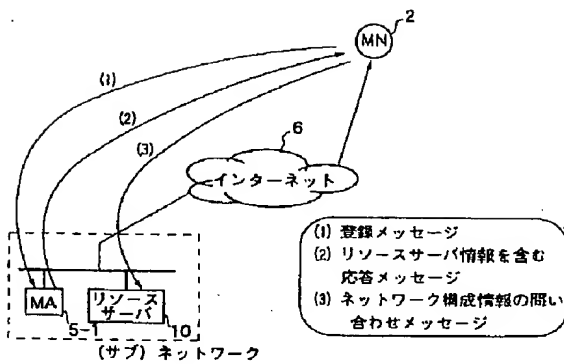 2
MN
(1)
(2)
(3)
6
インターネット
MA
5-1
リソース
サーバ
10
(サブ) ネットワーク
(1) 登録メッセージ
(2) リソースサーバ情報を含む
応答メッセージ
(3) ネットワーク構成情報の問い
合わせメッセージ